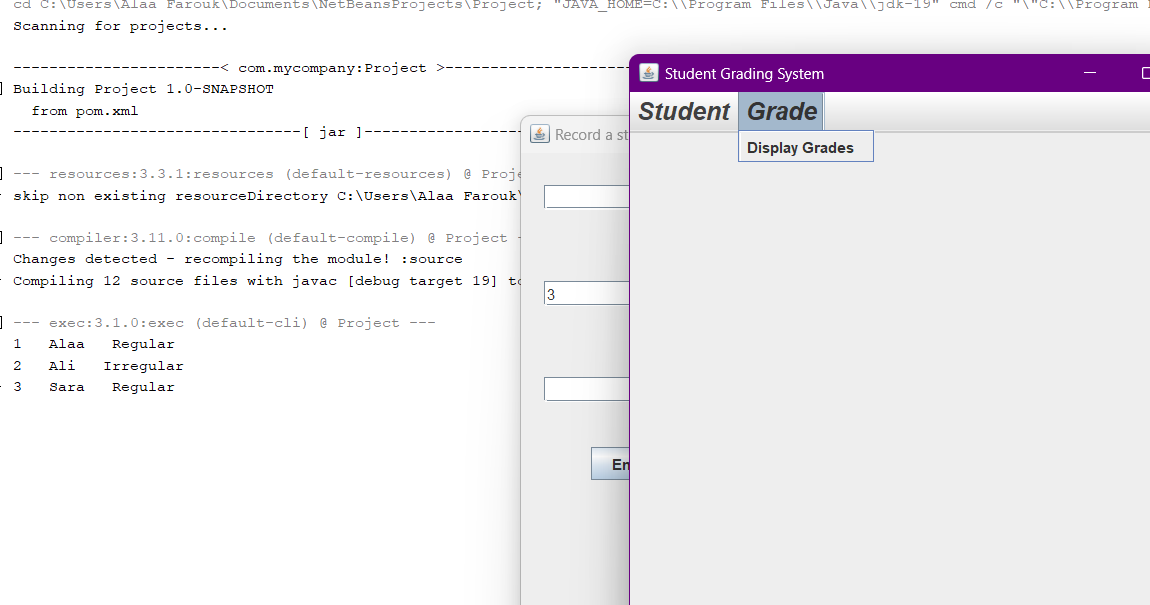 cd C:\Users\Alaa Farouk\Documents\NetBeansProjects\Project; "JAVA_HOME=C:\\Program Files\\Java\\jdk-19" cmd /c "\"C:\\Program
Scanning for projects...
-----------------------< com.mycompany:Project >---------------------
Building Project 1.0-SNAPSHOT
from pom.xml
--------------------------------[ jar ]------------------
--- resources:3.3.1:resources (default-resources) @ Proje
skip non existing resourceDirectory C:\Users\Alaa Farouk\
--- compiler:3.11.0:compile (default-compile) @ Project -
Changes detected - recompiling the module! :source
Compiling 12 source files with javac [debug target 19] to
--- exec:3.1.0:exec (default-cli) @ Project ---
1 Alaa Regular
2 Ali Irregular
3 Sara Regular
Record a st
3
En
Student Grading System
Student Grade
Display Grades